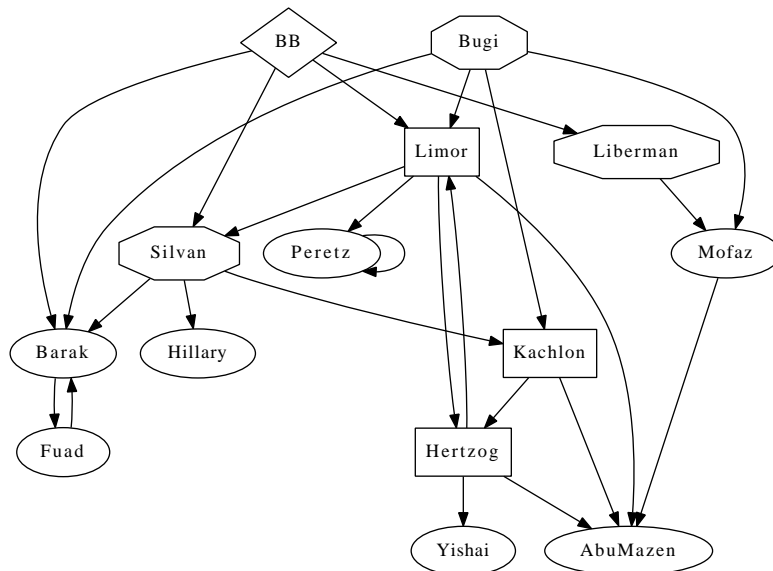 BB
Bugi
Limor
Liberman
Silvan
Peretz
Mofaz
Barak
Hillary
Kachlon
Fuad
Hertzog
Yishai
AbuMazen